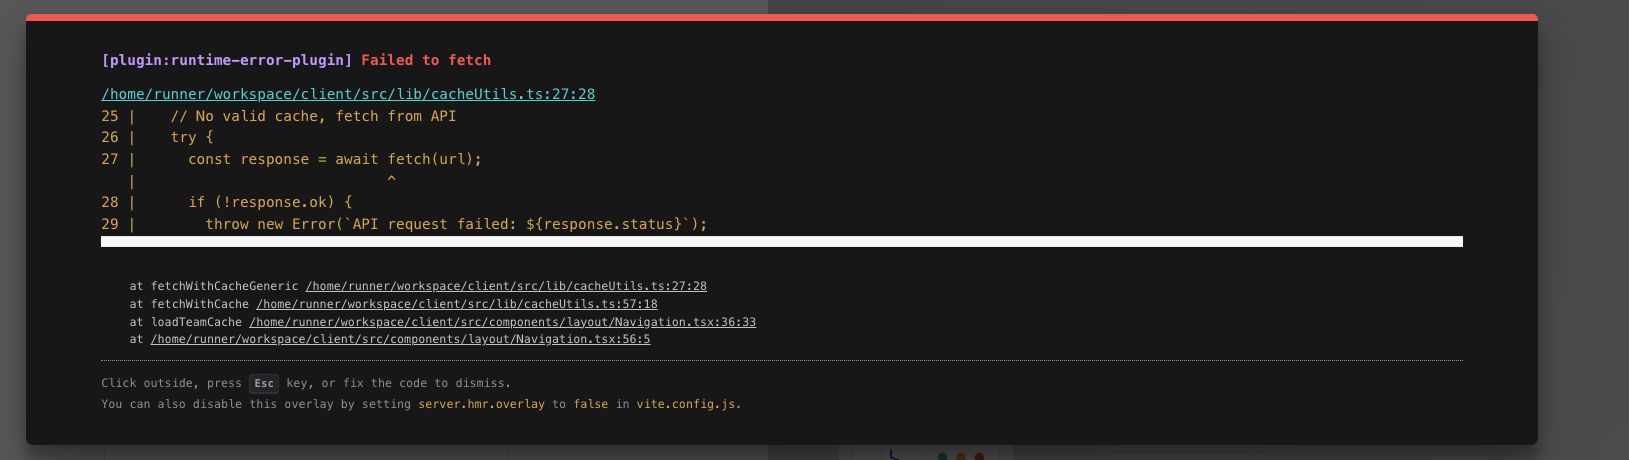 [plugin:runtime-error-plugin] Failed to fetch
/home/runner/workspace/client/src/lib/cacheUtils.ts:27:28
25 |    // No valid cache, fetch from API
26 |    try {
27 |      const response = await fetch(url);
   |                             ^
28 |      if (!response.ok) {
29 |        throw new Error(`API request failed: ${response.status}`);
at fetchWithCacheGeneric /home/runner/workspace/client/src/lib/cacheUtils.ts:27:28
at fetchWithCache /home/runner/workspace/client/src/lib/cacheUtils.ts:57:18
at loadTeamCache /home/runner/workspace/client/src/components/layout/Navigation.tsx:36:33
at /home/runner/workspace/client/src/components/layout/Navigation.tsx:56:5
Click outside, press Esc key, or fix the code to dismiss.
You can also disable this overlay by setting server.hmr.overlay to false in vite.config.js.